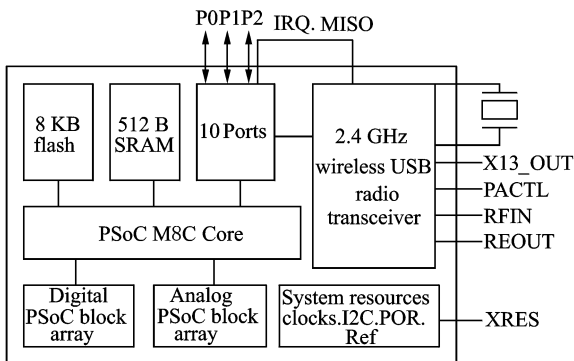 P0P1P2
IRQ. MISO
8 KB
flash
512 B
SRAM
10 Ports
2.4 GHz
wireless USB
radio
transceiver
X13_OUT
PACTL
RFIN
REOUT
PSoC M8C Core
Digital
PSoC block
array
Analog
PSoC block
array
System resources
clocks.I2C.POR.
Ref
XRES